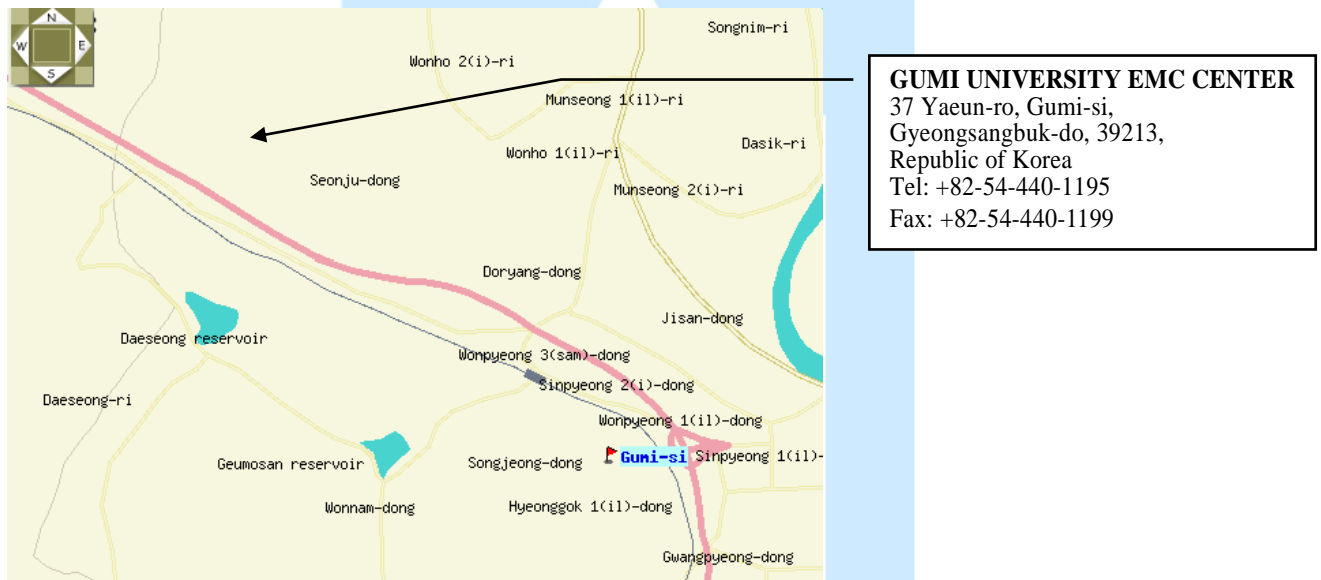 N
W E
S
Songnim-ri
Wonho 2(i)-ri
Munseong 1(il)-ri
Dasik-ri
Wonho 1(il)-ri
Seonju-dong
Munseong 2(i)-ri
Doryang-dong
Jisan-dong
Daeseong reservoir
Wonpyeong 3(sam)-dong
Sinpyeong 2(i)-dong
Daeseong-ri
Wonpyeong 1(il)-dong
Gumi-si
Sinpyeong 1(il)-
Geumosan reservoir
Songjeong-dong
Wonnam-dong
Hyeonggok 1(il)-dong
Gwangpyeong-dong
GUMI UNIVERSITY EMC CENTER
37 Yaeun-ro, Gumi-si,
Gyeongsangbuk-do, 39213,
Republic of Korea
Tel: +82-54-440-1195
Fax: +82-54-440-1199